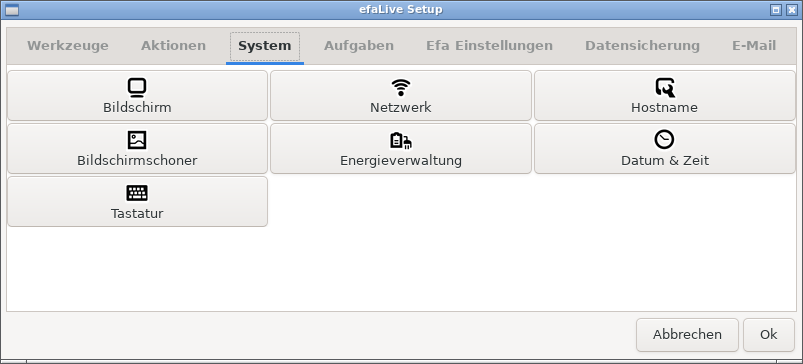 efaLive Setup
Werkzeuge Aktionen System Aufgaben Efa Einstellungen Datensicherung E-Mail
Bildschirm Netzwerk Hostname
Bildschirmschoner Energieverwaltung Datum & Zeit
Tastatur
Abbrechen Ok